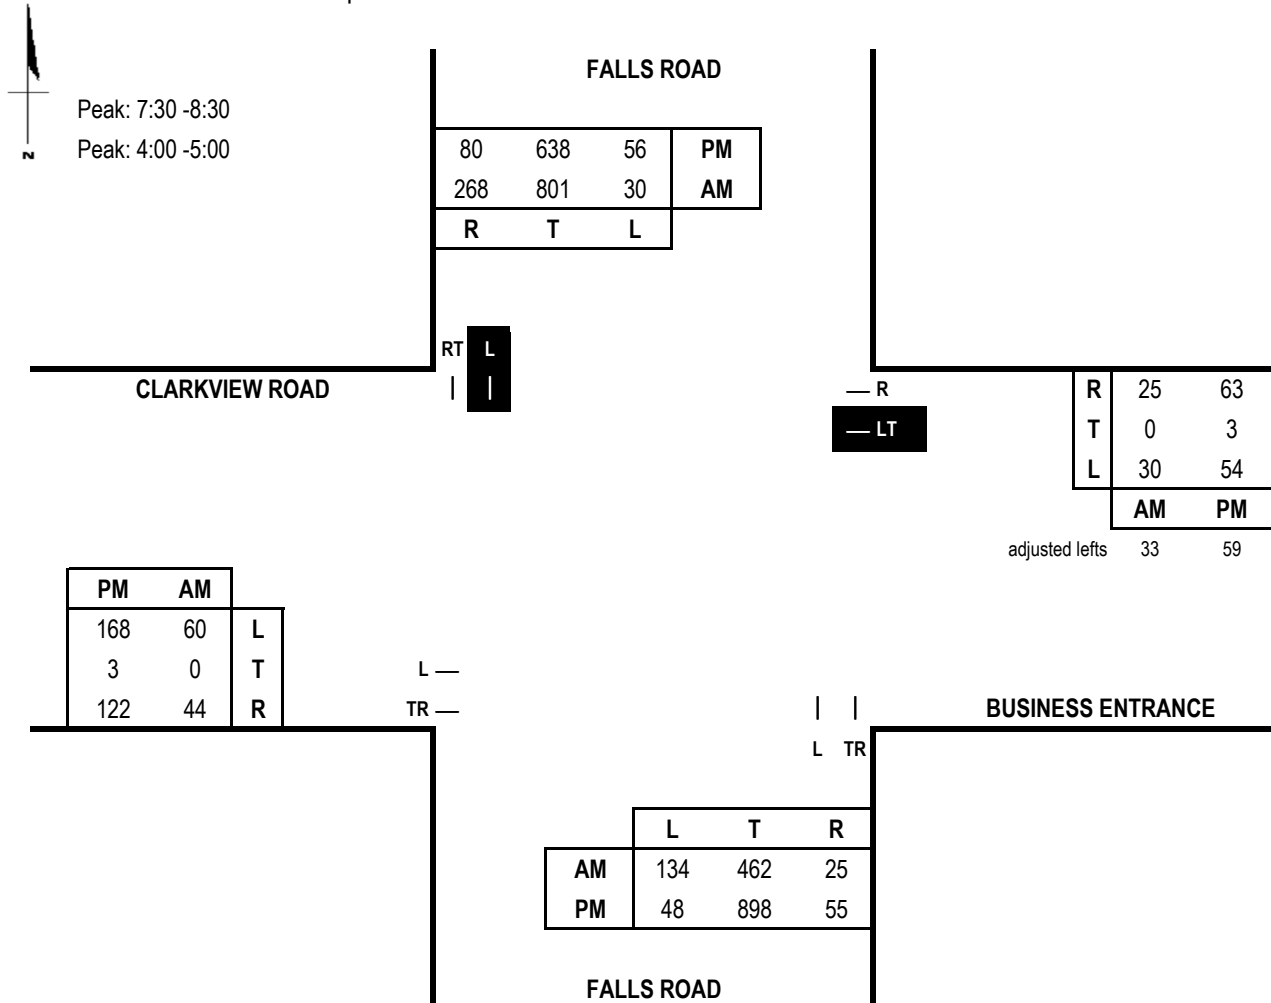 FALLS ROAD
Peak: 7:30 -8:30
Peak: 4:00 -5:00
N
80 638 56 PM
268 801 30 AM
R T L
RT L
CLARKVIEW ROAD
R
LT
R 25 63
T 0 3
L 30 54
AM PM
adjusted lefts 33 59
PM AM
168 60 L
3 0 T
122 44 R
L
TR
BUSINESS ENTRANCE
L TR
L T R
AM 134 462 25
PM 48 898 55
FALLS ROAD